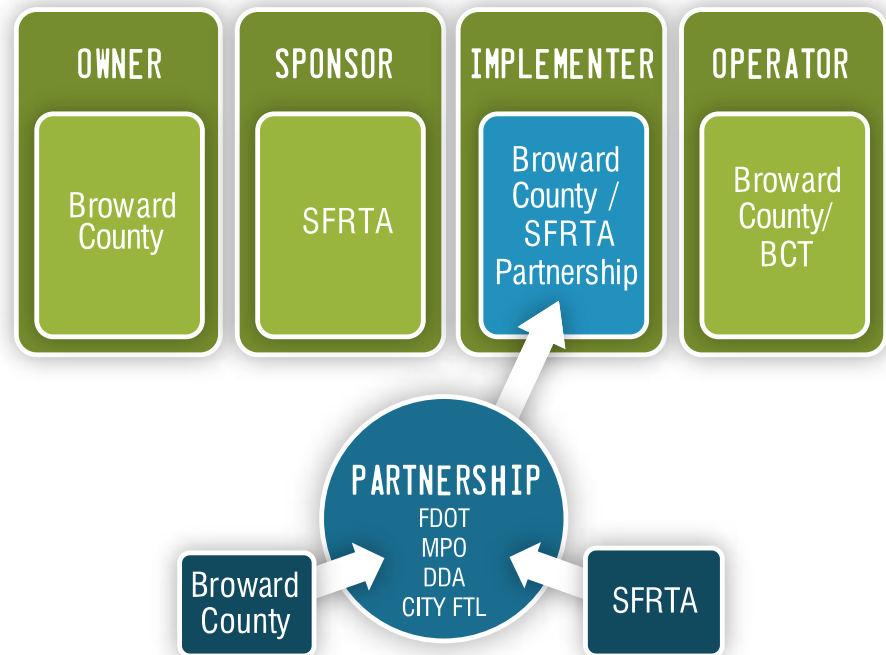 OWNER
Broward
County
SPONSOR
SFRTA
IMPLEMENTER
Broward
County /
SFRTA
Partnership
OPERATOR
Broward
County/
BCT
PARTNERSHIP
FDOT
MPO
DDA
CITY FTL
Broward
County
SFRTA